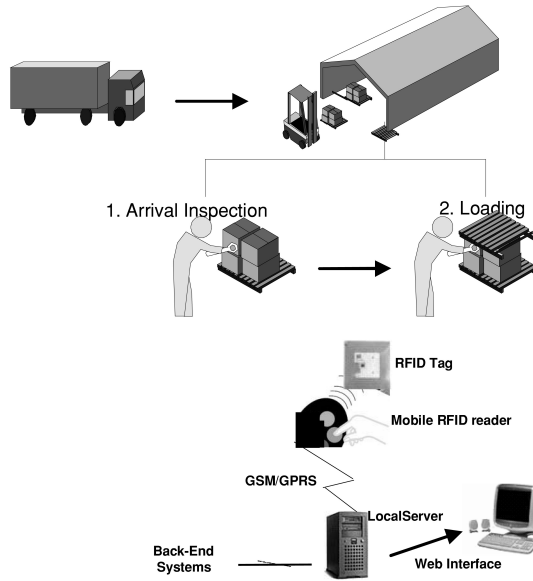 1. Arrival Inspection
2. Loading
RFID Tag
Mobile RFID reader
GSM/GPRS
LocalServer
Back-End
Systems
Web Interface